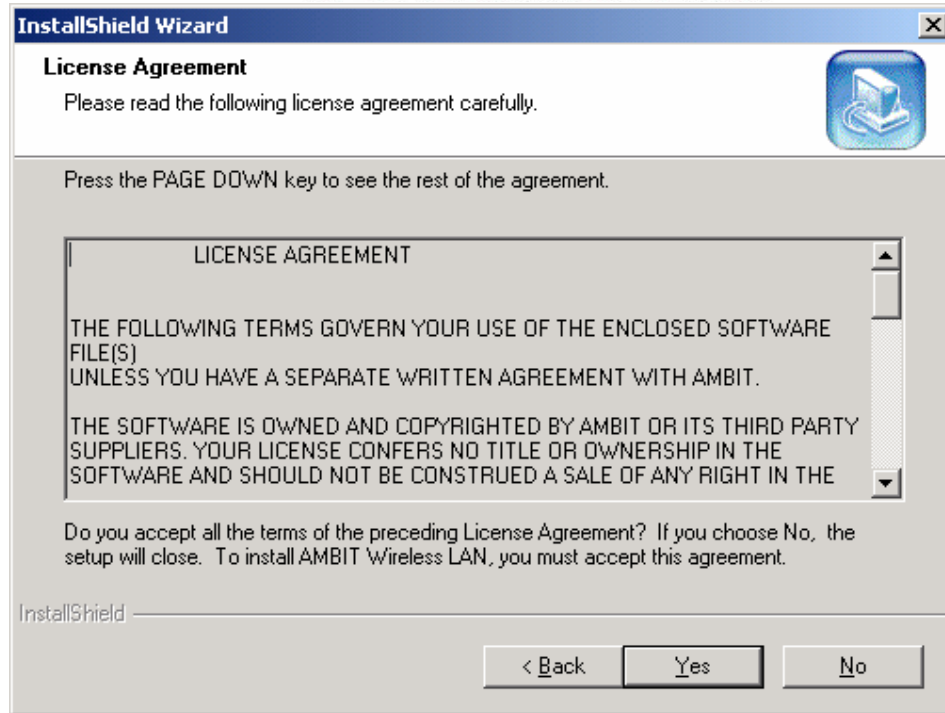 InstallShield Wizard
License Agreement
Please read the following license agreement carefully.
Press the PAGE DOWN key to see the rest of the agreement.
LICENSE AGREEMENT
THE FOLLOWING TERMS GOVERN YOUR USE OF THE ENCLOSED SOFTWARE
FILE(S)
UNLESS YOU HAVE A SEPARATE WRITTEN AGREEMENT WITH AMBIT.
THE SOFTWARE IS OWNED AND COPYRIGHTED BY AMBIT OR ITS THIRD PARTY
SUPPLIERS. YOUR LICENSE CONFERS NO TITLE OR OWNERSHIP IN THE
SOFTWARE AND SHOULD NOT BE CONSTRUED A SALE OF ANY RIGHT IN THE
Do you accept all the terms of the preceding License Agreement? If you choose No, the
setup will close. To install AMBIT Wireless LAN, you must accept this agreement.
InstallShield
< Back Yes No